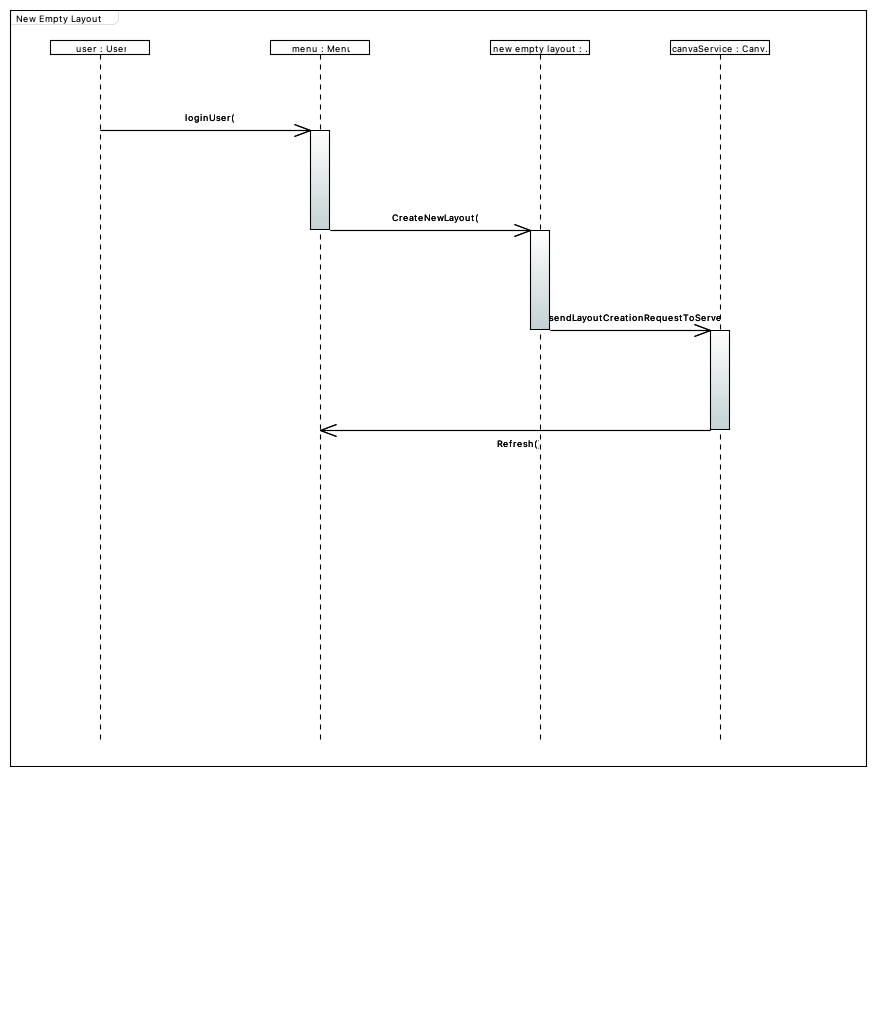 New Empty Layout
user : User
menu : Menu
new empty layout : .
canvaService : Canv.
loginUser(
CreateNewLayout(
sendLayoutCreationRequestToServe
Refresh(